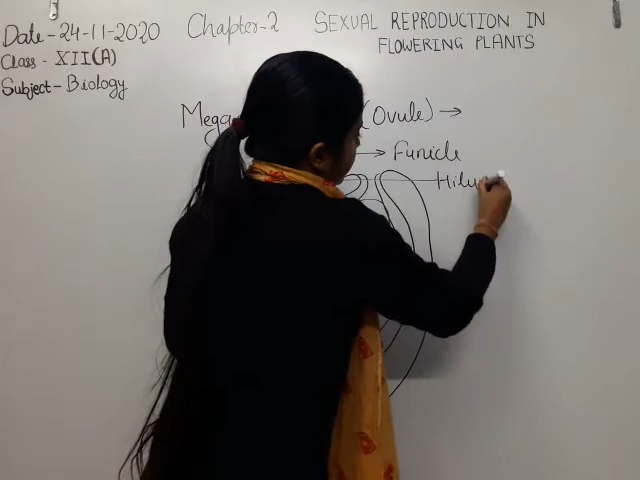 Date - 24-11-2020 Chapter-2 SEXUAL REPRODUCTION IN
FLOWERING PLANTS
Class - XII(A)
Subject - Biology
(Ovule) →
→ Funicle